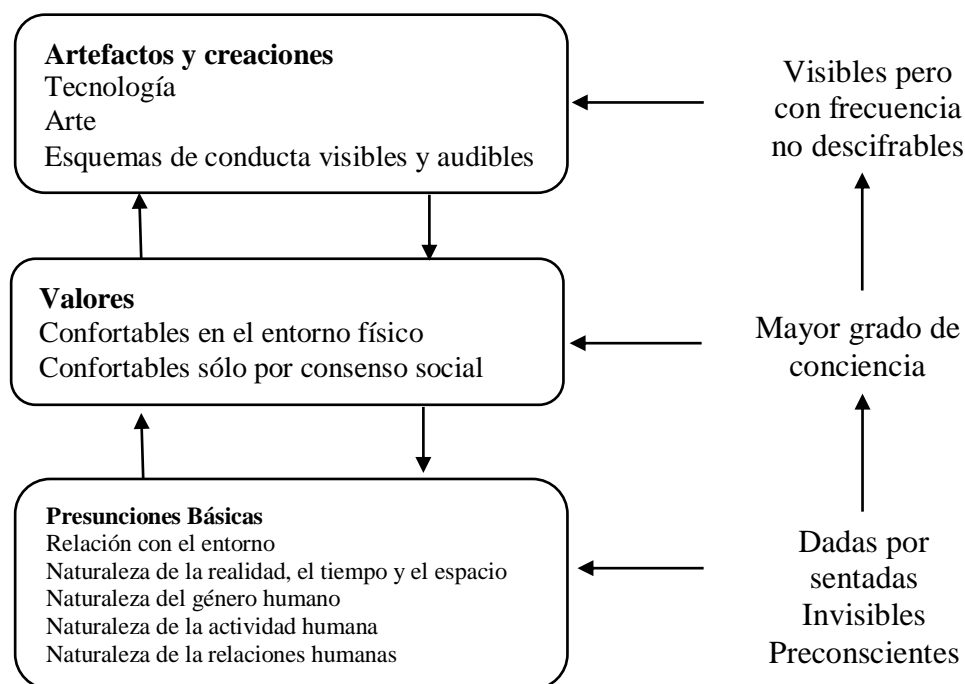 Artefactos y creaciones
Tecnología
Arte
Esquemas de conducta visibles y audibles
Visibles pero
con frecuencia
no descifrables
Valores
Confortables en el entorno físico
Confortables sólo por consenso social
Mayor grado de
conciencia
Presunciones Básicas
Relación con el entorno
Naturaleza de la realidad, el tiempo y el espacio
Naturaleza del género humano
Naturaleza de la actividad humana
Naturaleza de la relaciones humanas
Dadas por
sentadas
Invisibles
Preconscientes